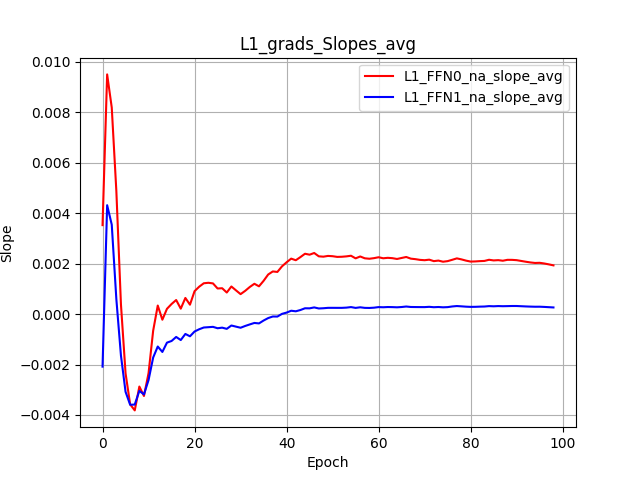 L1_grads_Slopes_avg
L1_FFN0_na_slope_avg
L1_FFN1_na_slope_avg
0.010
0.008
0.006
0.004
0.002
0.000
−0.002
−0.004
Slope
0 20 40 60 80 100
Epoch